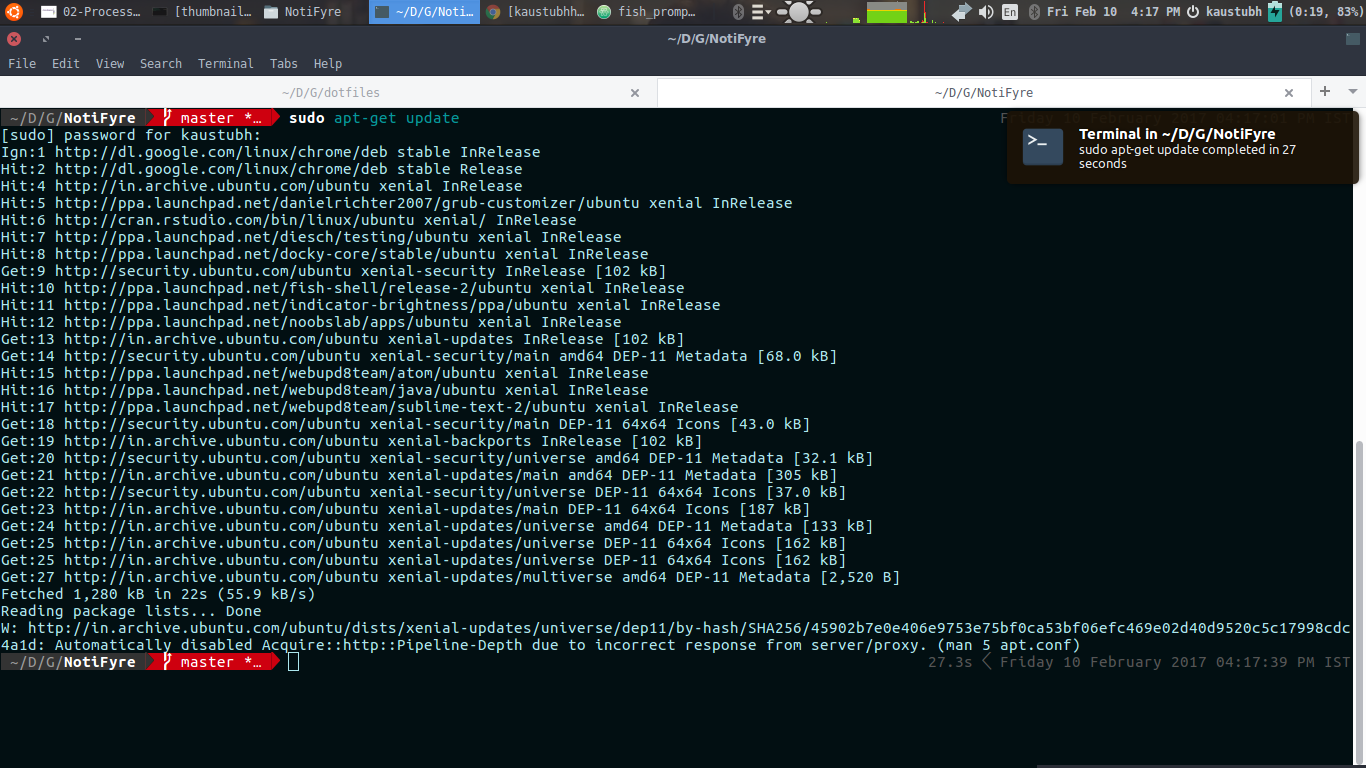 02-Process... [thumbnail... NotiFyre ~/D/G/Noti... [kaustubhh... fish_promp... En Fri Feb 10 4:17 PM kaustubh (0:19, 83%)
~/D/G/NotiFyre
File Edit View Search Terminal Tabs Help
~/D/G/dotfiles × ~/D/G/NotiFyre × +
~/D/G/NotiFyre master *… sudo apt-get update Friday 10 February 2017 04:17:01 PM IST
Terminal in ~/D/G/NotiFyre
sudo apt-get update completed in 27
seconds
[sudo] password for kaustubh:
Ign:1 http://dl.google.com/linux/chrome/deb stable InRelease
Hit:2 http://dl.google.com/linux/chrome/deb stable Release
Hit:4 http://in.archive.ubuntu.com/ubuntu xenial InRelease
Hit:5 http://ppa.launchpad.net/danielrichter2007/grub-customizer/ubuntu xenial InRelease
Hit:6 http://cran.rstudio.com/bin/linux/ubuntu xenial/ InRelease
Hit:7 http://ppa.launchpad.net/diesch/testing/ubuntu xenial InRelease
Hit:8 http://ppa.launchpad.net/docky-core/stable/ubuntu xenial InRelease
Get:9 http://security.ubuntu.com/ubuntu xenial-security InRelease [102 kB]
Hit:10 http://ppa.launchpad.net/fish-shell/release-2/ubuntu xenial InRelease
Hit:11 http://ppa.launchpad.net/indicator-brightness/ppa/ubuntu xenial InRelease
Hit:12 http://ppa.launchpad.net/noobslab/apps/ubuntu xenial InRelease
Get:13 http://in.archive.ubuntu.com/ubuntu xenial-updates InRelease [102 kB]
Get:14 http://security.ubuntu.com/ubuntu xenial-security/main amd64 DEP-11 Metadata [68.0 kB]
Hit:15 http://ppa.launchpad.net/webupd8team/atom/ubuntu xenial InRelease
Hit:16 http://ppa.launchpad.net/webupd8team/java/ubuntu xenial InRelease
Hit:17 http://ppa.launchpad.net/webupd8team/sublime-text-2/ubuntu xenial InRelease
Get:18 http://security.ubuntu.com/ubuntu xenial-security/main DEP-11 64x64 Icons [43.0 kB]
Get:19 http://in.archive.ubuntu.com/ubuntu xenial-backports InRelease [102 kB]
Get:20 http://security.ubuntu.com/ubuntu xenial-security/universe amd64 DEP-11 Metadata [32.1 kB]
Get:21 http://in.archive.ubuntu.com/ubuntu xenial-updates/main amd64 DEP-11 Metadata [305 kB]
Get:22 http://security.ubuntu.com/ubuntu xenial-security/universe DEP-11 64x64 Icons [37.0 kB]
Get:23 http://in.archive.ubuntu.com/ubuntu xenial-updates/main DEP-11 64x64 Icons [187 kB]
Get:24 http://in.archive.ubuntu.com/ubuntu xenial-updates/universe amd64 DEP-11 Metadata [133 kB]
Get:25 http://in.archive.ubuntu.com/ubuntu xenial-updates/universe DEP-11 64x64 Icons [162 kB]
Get:25 http://in.archive.ubuntu.com/ubuntu xenial-updates/universe DEP-11 64x64 Icons [162 kB]
Get:27 http://in.archive.ubuntu.com/ubuntu xenial-updates/multiverse amd64 DEP-11 Metadata [2,520 B]
Fetched 1,280 kB in 22s (55.9 kB/s)
Reading package lists... Done
W: http://in.archive.ubuntu.com/ubuntu/dists/xenial-updates/universe/dep11/by-hash/SHA256/45902b7e0e406e9753e75bf0ca53bf06efc469e02d40d9520c5c17998cdc
4a1d: Automatically disabled Acquire::http::Pipeline-Depth due to incorrect response from server/proxy. (man 5 apt.conf)
~/D/G/NotiFyre master *… 27.3s Friday 10 February 2017 04:17:39 PM IST